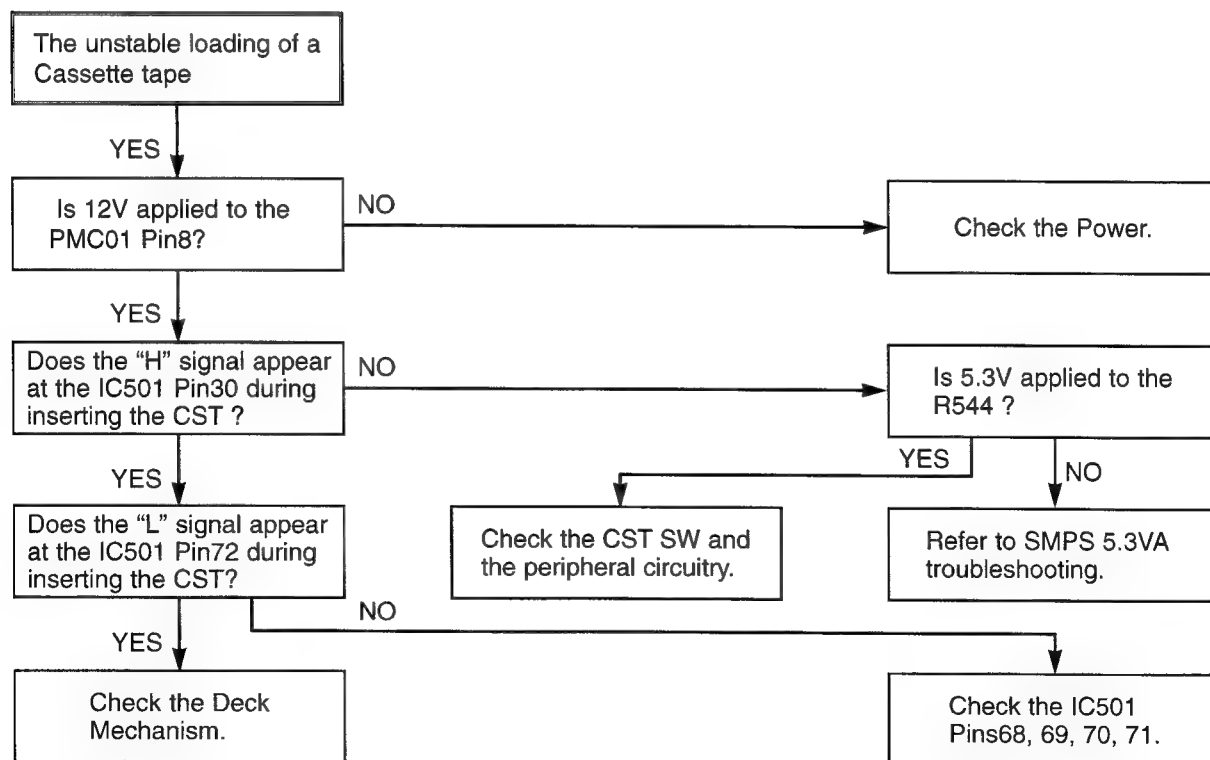 The unstable loading of a
Cassette tape
YES
Is 12V applied to the
PMC01 Pin8?
NO
Check the Power.
YES
Does the “H” signal appear
at the IC501 Pin30 during
inserting the CST ?
NO
Is 5.3V applied to the
R544 ?
YES
YES
NO
Does the “L” signal appear
at the IC501 Pin72 during
inserting the CST?
Check the CST SW and
the peripheral circuitry.
Refer to SMPS 5.3VA
troubleshooting.
YES
NO
Check the Deck
Mechanism.
Check the IC501
Pins68, 69, 70, 71.